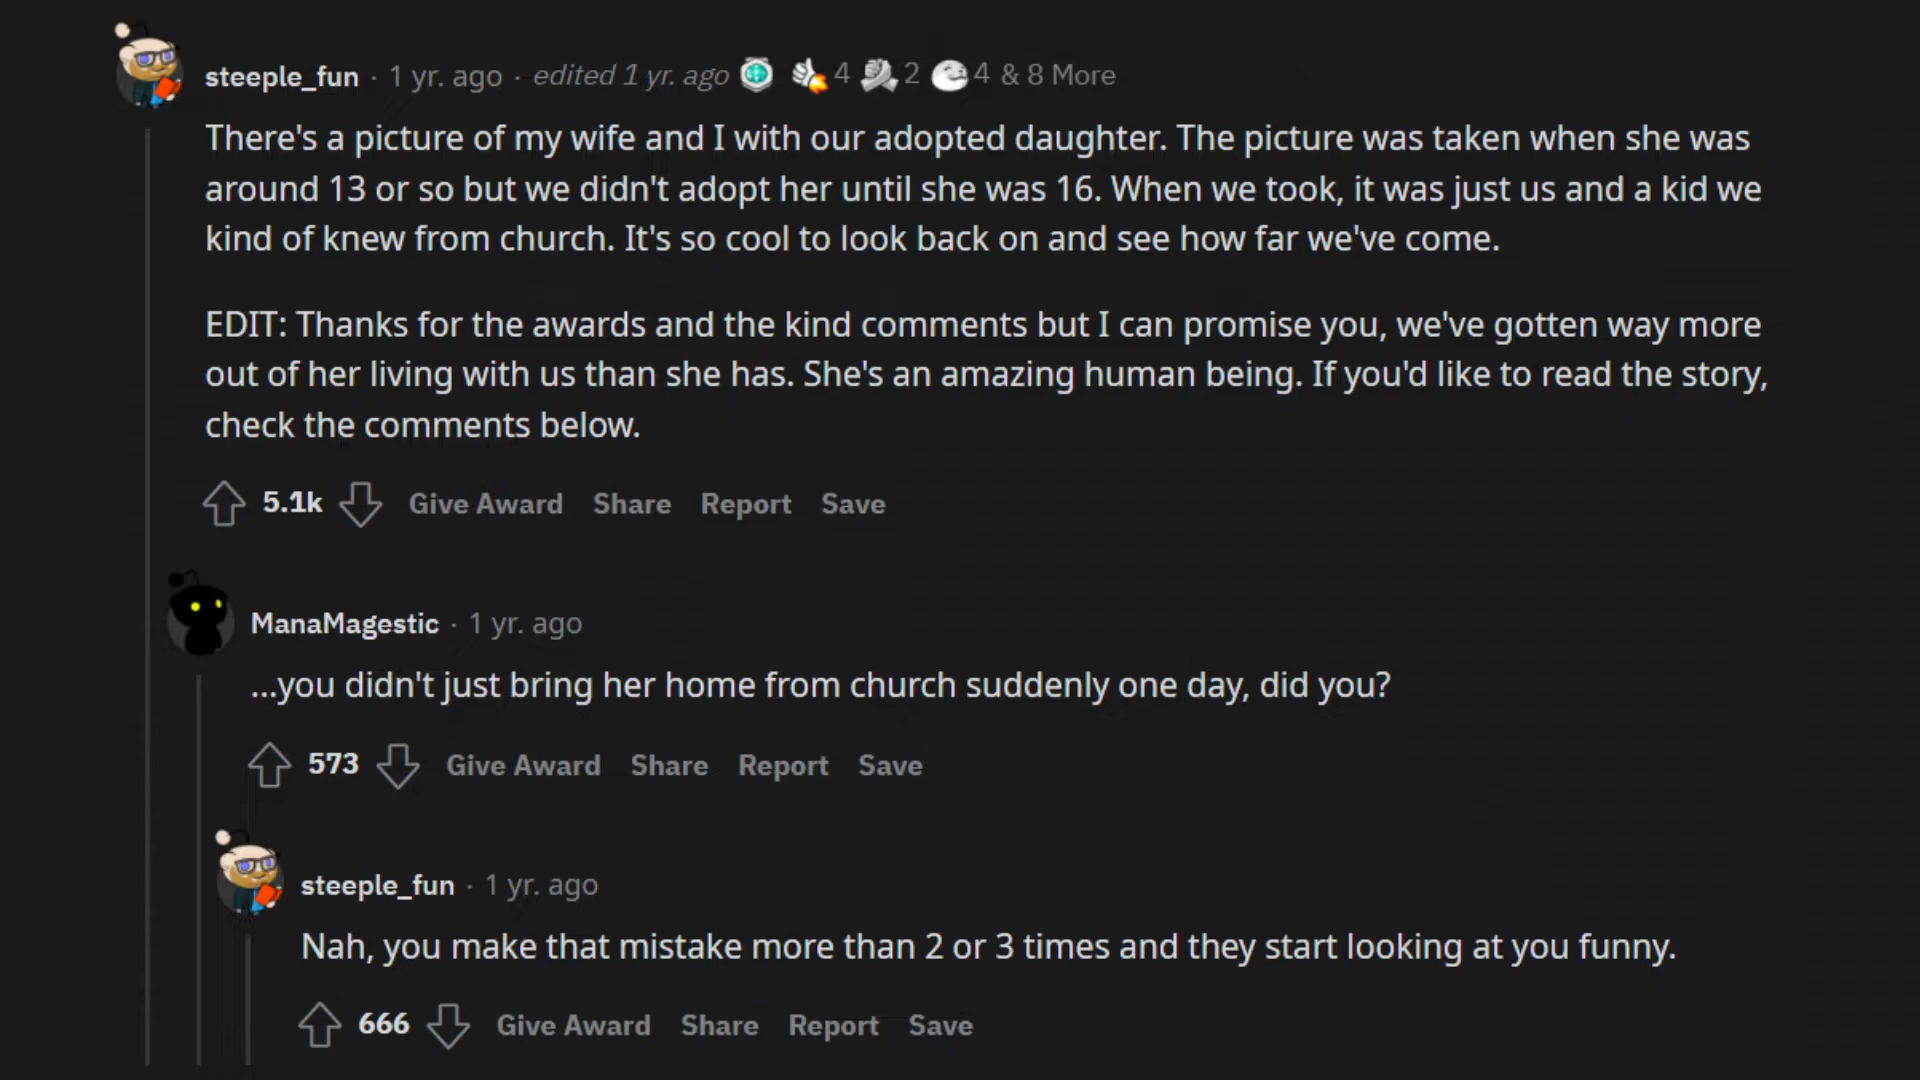 steeple_fun · 1 yr. ago · edited 1 yr. ago 4 2 4 & 8 More
There's a picture of my wife and I with our adopted daughter. The picture was taken when she was
around 13 or so but we didn't adopt her until she was 16. When we took, it was just us and a kid we
kind of knew from church. It's so cool to look back on and see how far we've come.
EDIT: Thanks for the awards and the kind comments but I can promise you, we've gotten way more
out of her living with us than she has. She's an amazing human being. If you'd like to read the story,
check the comments below.
5.1k Give Award Share Report Save
ManaMagestic · 1 yr. ago
...you didn't just bring her home from church suddenly one day, did you?
573 Give Award Share Report Save
steeple_fun · 1 yr. ago
Nah, you make that mistake more than 2 or 3 times and they start looking at you funny.
666 Give Award Share Report Save